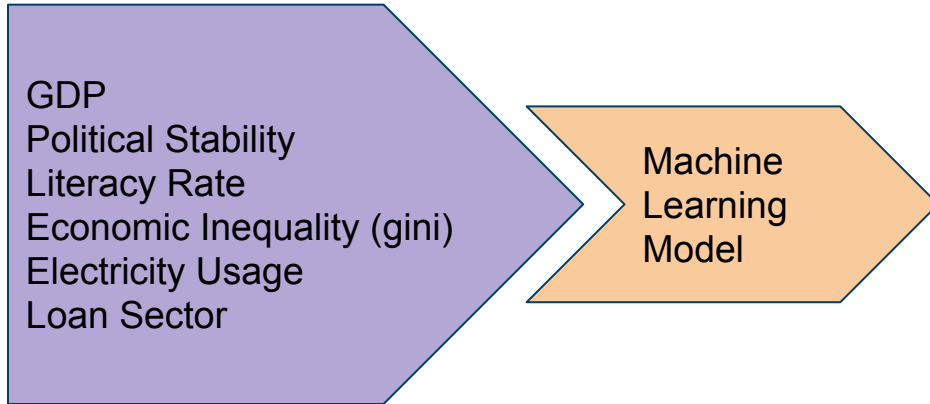 GDP
Political Stability
Literacy Rate
Economic Inequality (gini)
Electricity Usage
Loan Sector
Machine
Learning
Model